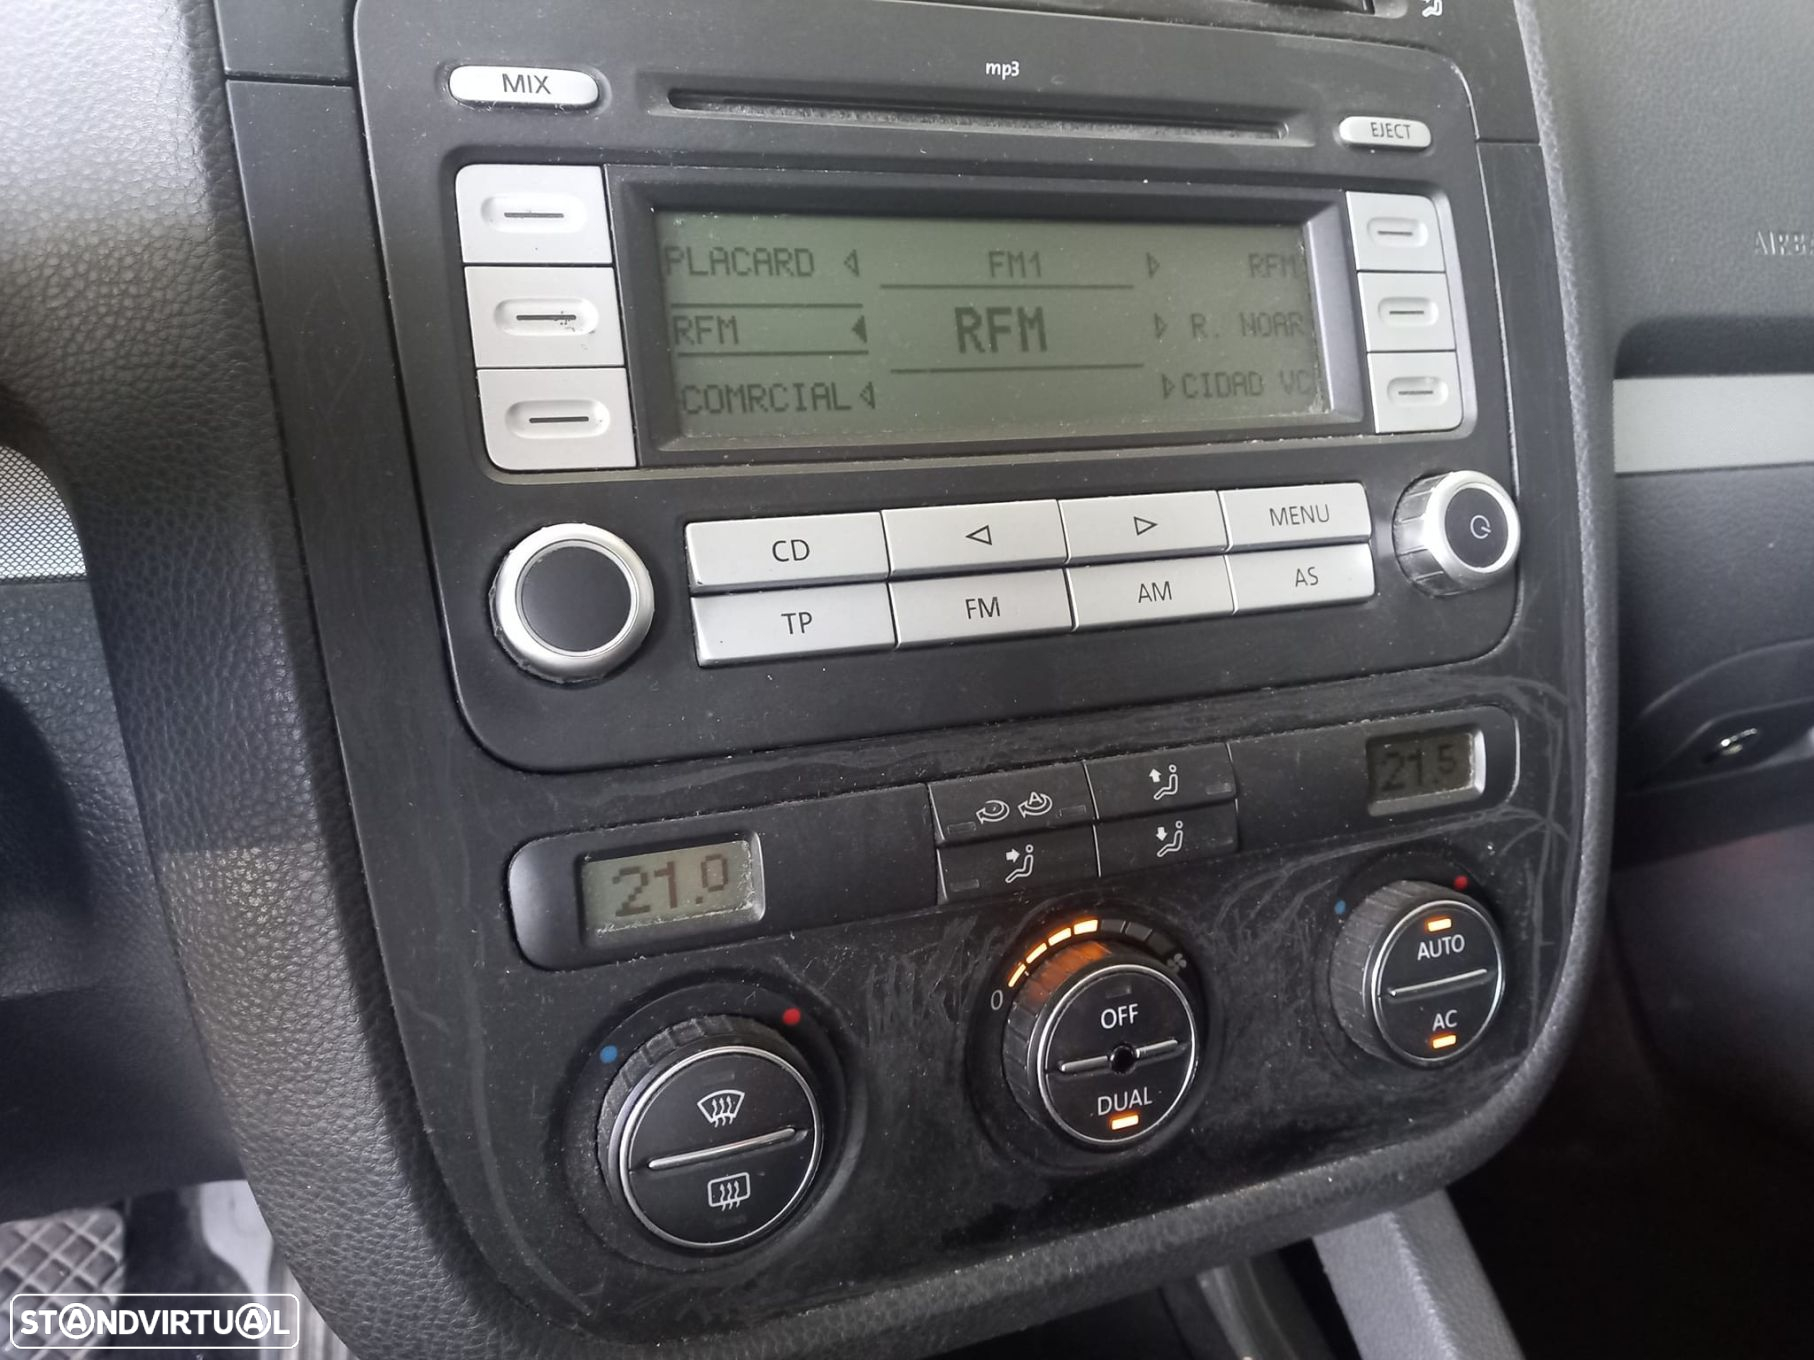 mp3
MIX
EJECT
PLACARD FM1 RFM
RFM RFM R. NOAR
COMRCIAL CIDAD VC
CD MENU
TP FM AM AS
21.5
A
21.0
AUTO
AC
0
OFF
DUAL
STANDVIRTUAL